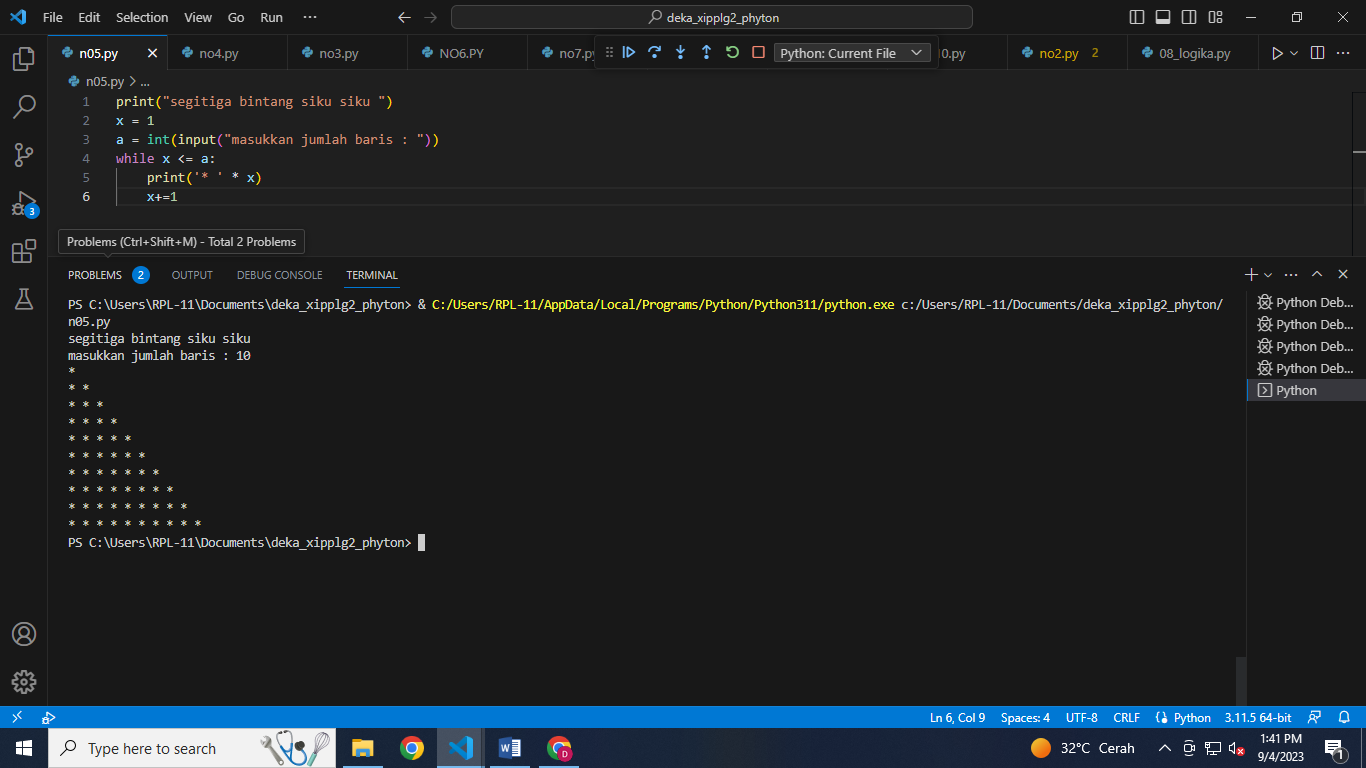 File Edit Selection View Go Run ··· deka_xipplg2_phyton
n05.py no4.py no3.py NO6.PY no7.py Python: Current File 10.py no2.py 2 08_logika.py
n05.py > ...
1 print("segitiga bintang siku siku ")
2 x = 1
3 a = int(input("masukkan jumlah baris : "))
4 while x <= a:
5 print('* ' * x)
6 x+=1
Problems (Ctrl+Shift+M) - Total 2 Problems
PROBLEMS 2 OUTPUT DEBUG CONSOLE TERMINAL
PS C:\Users\RPL-11\Documents\deka_xipplg2_phyton> & C:/Users/RPL-11/AppData/Local/Programs/Python/Python311/python.exe c:/Users/RPL-11/Documents/deka_xipplg2_phyton/
n05.py
segitiga bintang siku siku
masukkan jumlah baris : 10
*
* *
* * *
* * * *
* * * * *
* * * * * *
* * * * * * *
* * * * * * * *
* * * * * * * * *
* * * * * * * * * *
PS C:\Users\RPL-11\Documents\deka_xipplg2_phyton>
Python Deb...
Python Deb...
Python Deb...
Python Deb...
Python
3
Ln 6, Col 9 Spaces: 4 UTF-8 CRLF Python 3.11.5 64-bit
Type here to search 32°C Cerah 1:41 PM
9/4/2023
1